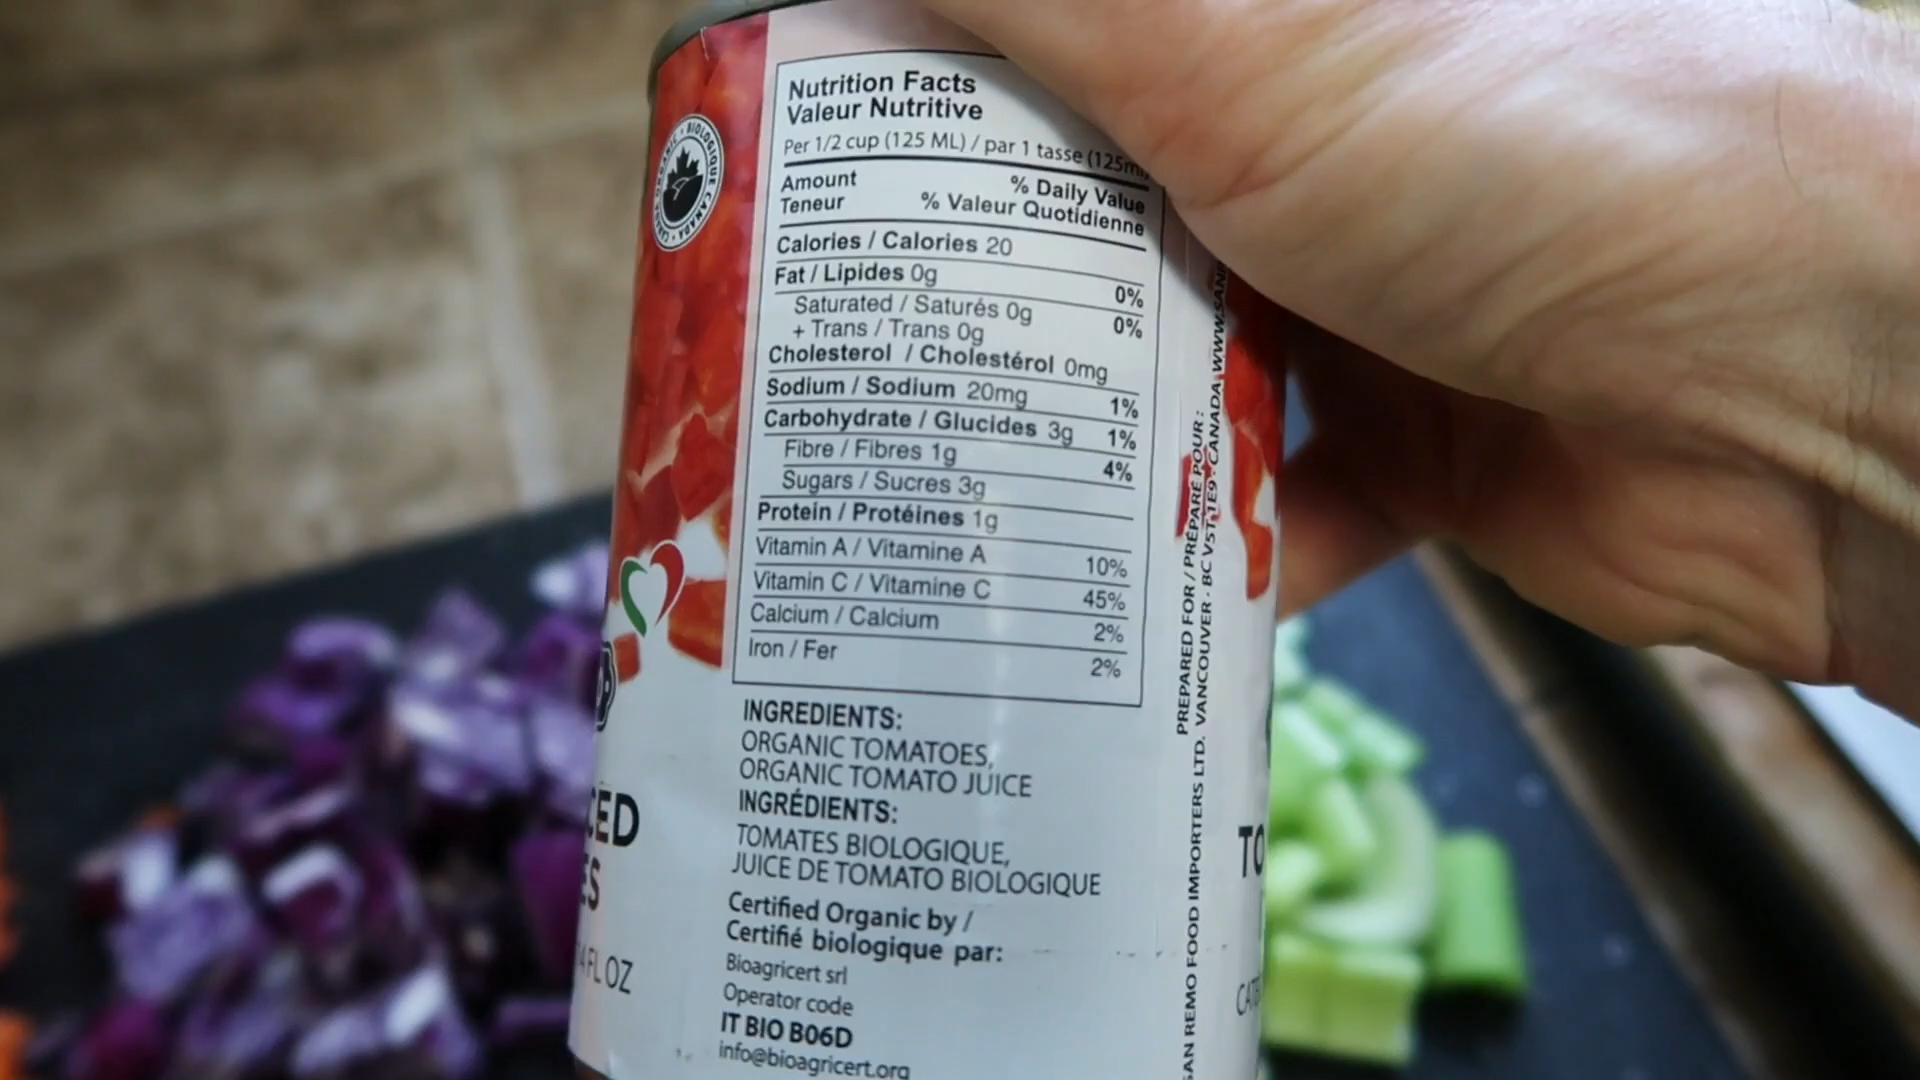 Nutrition Facts
Valeur Nutritive
Per 1/2 cup (125 ML) / par 1 tasse (125ml)
Amount % Daily Value
Teneur % Valeur Quotidienne
Calories / Calories 20
Fat / Lipides 0g 0%
Saturated / Saturés 0g 0%
+ Trans / Trans 0g
Cholesterol / Cholestérol 0mg
Sodium / Sodium 20mg 1%
Carbohydrate / Glucides 3g 1%
Fibre / Fibres 1g 4%
Sugars / Sucres 3g
Protein / Protéines 1g
Vitamin A / Vitamine A 10%
Vitamin C / Vitamine C 45%
Calcium / Calcium 2%
Iron / Fer 2%
INGREDIENTS:
ORGANIC TOMATOES,
ORGANIC TOMATO JUICE
INGRÉDIENTS:
TOMATES BIOLOGIQUE,
JUICE DE TOMATO BIOLOGIQUE
Certified Organic by /
Certifié biologique par:
Bioagricert srl
Operator code
IT BIO B06D
info@bioagricert.org
PREPARED FOR / PRÉPARÉ POUR :
SAN REMO FOOD IMPORTERS LTD. VANCOUVER - BC V5T 1E9 - CANADA WWW.SAN
BIOLOGIQUE CANADA
CANADA ORGANIC
FL OZ
TO